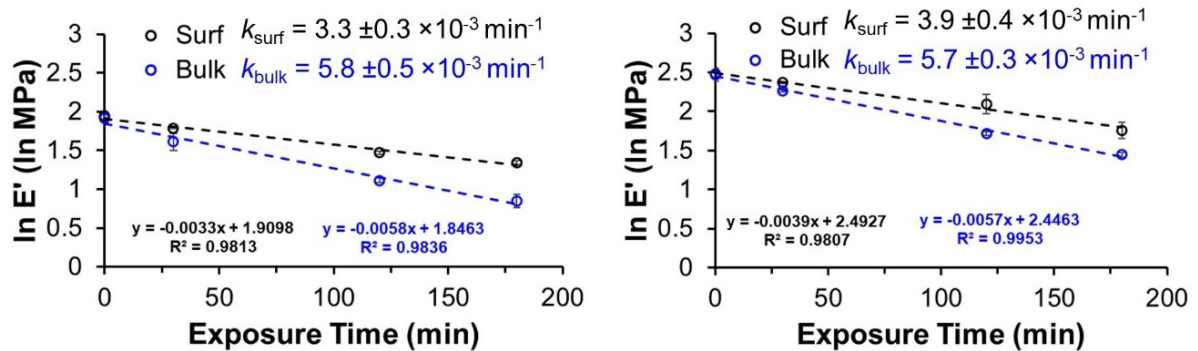 Surf k_surf = 3.3 ±0.3 ×10⁻³ min⁻¹
Bulk k_bulk = 5.8 ±0.5 ×10⁻³ min⁻¹
ln E' (ln MPa)
3
2.5
2
1.5
1
0.5
0
y = -0.0033x + 1.9098
R² = 0.9813
y = -0.0058x + 1.8463
R² = 0.9836
0 50 100 150 200
Exposure Time (min)
Surf k_surf = 3.9 ±0.4 ×10⁻³ min⁻¹
Bulk k_bulk = 5.7 ±0.3 ×10⁻³ min⁻¹
ln E' (ln MPa)
3
2.5
2
1.5
1
0.5
0
y = -0.0039x + 2.4927
R² = 0.9807
y = -0.0057x + 2.4463
R² = 0.9953
0 50 100 150 200
Exposure Time (min)